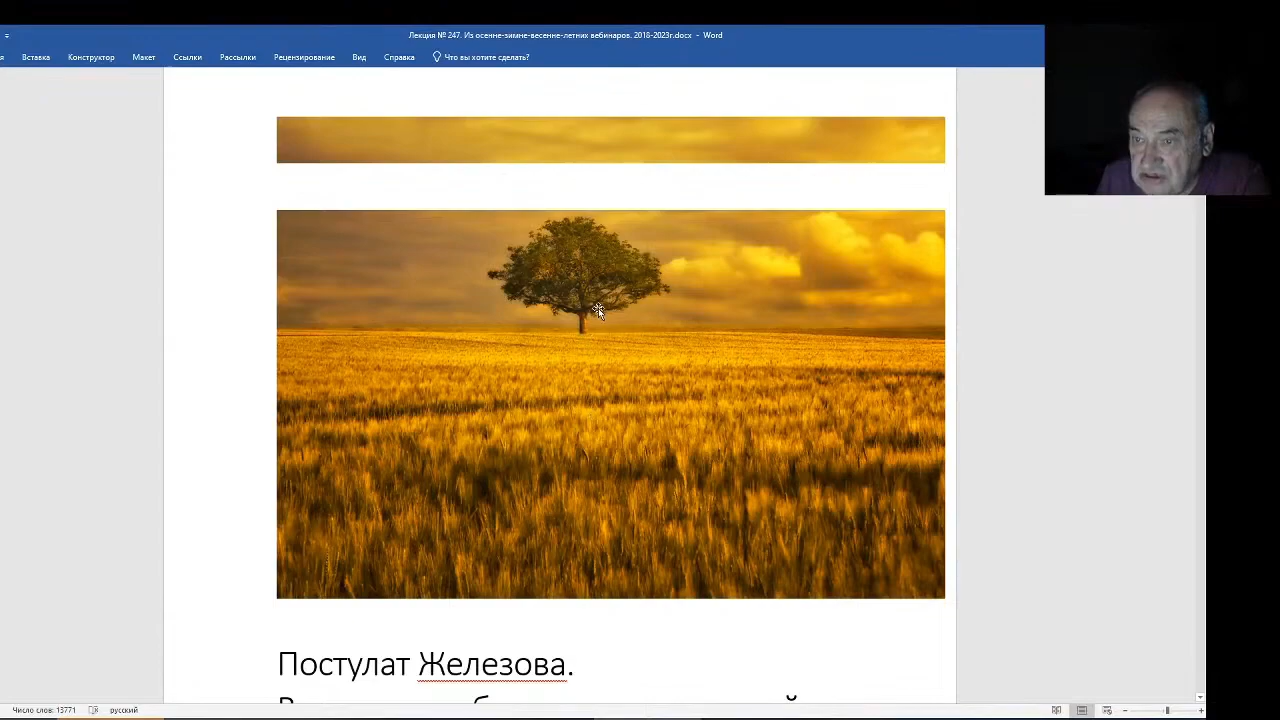 Лекция № 247. Из осенне-зимне-весенне-летних вебинаров. 2018-2023г.docx - Word
Вставка Конструктор Макет Ссылки Рассылки Рецензирование Вид Справка Что вы хотите сделать?
Постулат Железова.
Число слов: 13771 русский